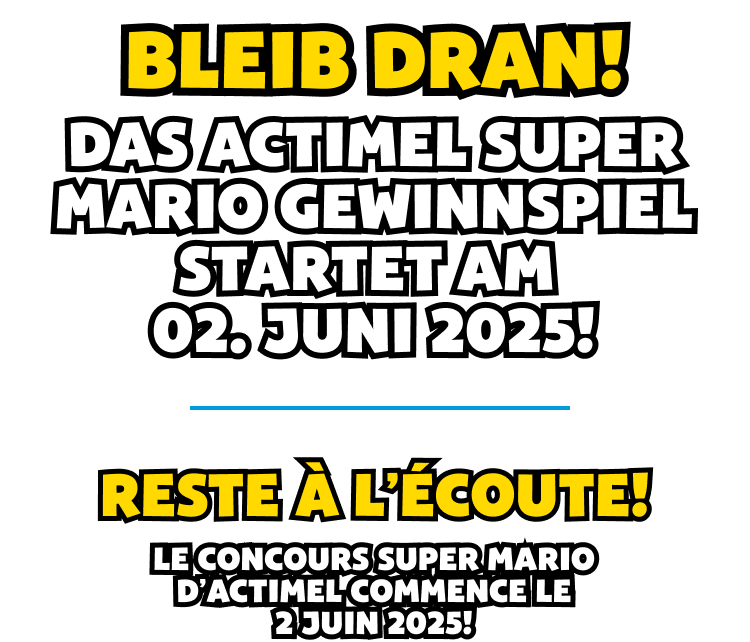 BLEIB DRAN!
DAS ACTIMEL SUPER
MARIO GEWINNSPIEL
STARTET AM
02. JUNI 2025!
RESTE À L’ÉCOUTE!
LE CONCOURS SUPER MARIO
D’ACTIMEL COMMENCE LE
2 JUIN 2025!